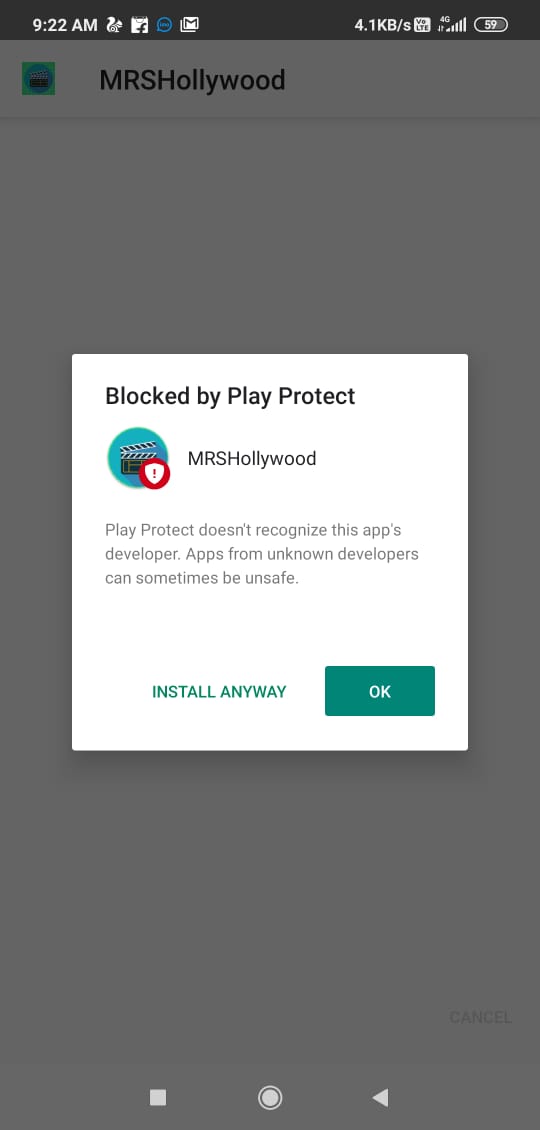 9:22 AM 4.1KB/s Vo LTE 4G 59
MRSHollywood
Blocked by Play Protect
MRSHollywood
Play Protect doesn't recognize this app's
developer. Apps from unknown developers
can sometimes be unsafe.
INSTALL ANYWAY OK
CANCEL